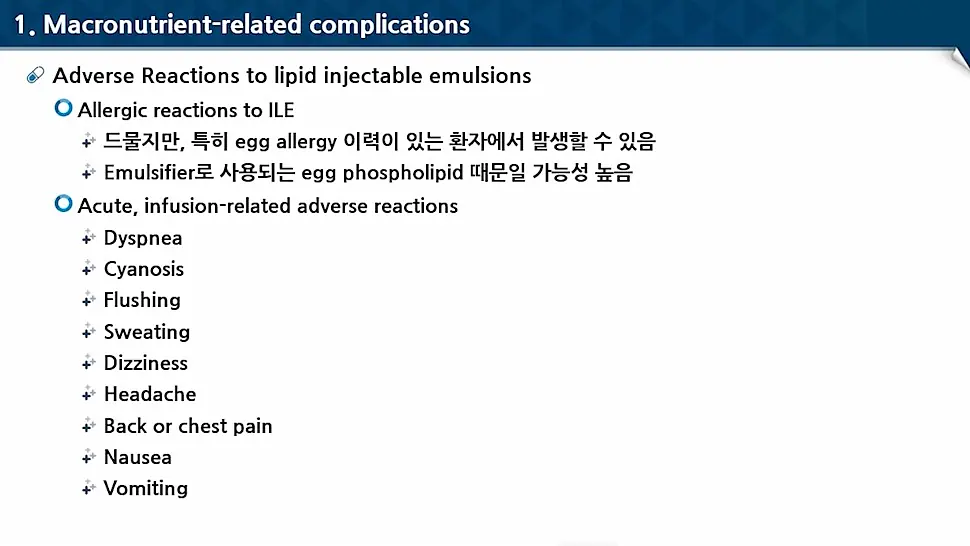 1. Macronutrient-related complications
Adverse Reactions to lipid injectable emulsions
Allergic reactions to ILE
드물지만, 특히 egg allergy 이력이 있는 환자에서 발생할 수 있음
Emulsifier로 사용되는 egg phospholipid 때문일 가능성 높음
Acute, infusion-related adverse reactions
Dyspnea
Cyanosis
Flushing
Sweating
Dizziness
Headache
Back or chest pain
Nausea
Vomiting